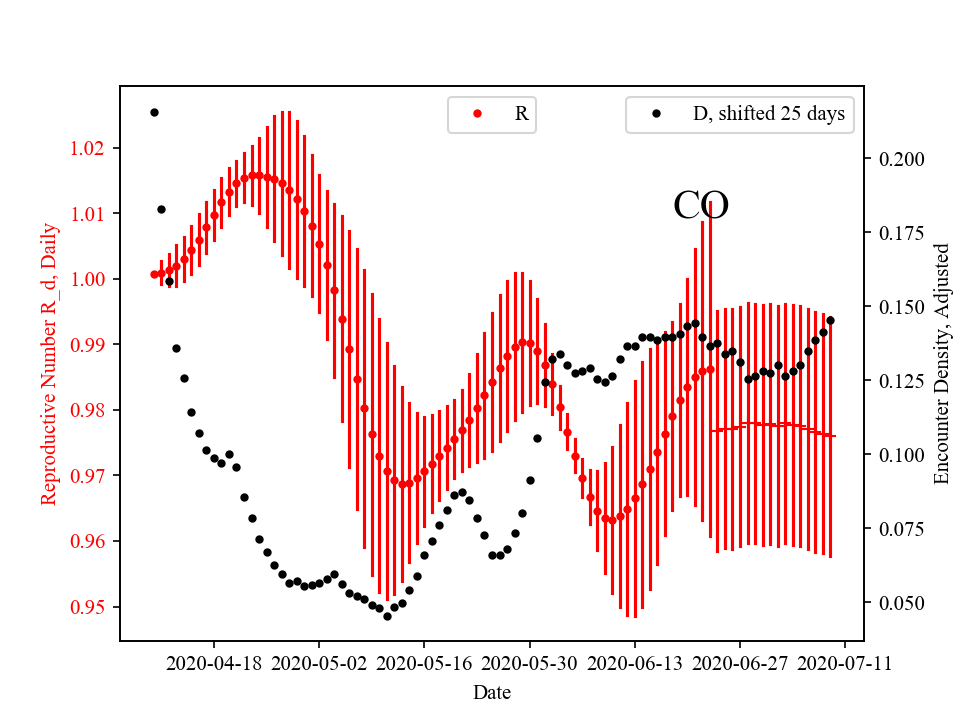 R
D, shifted 25 days
CO
Reproductive Number R_d, Daily
1.02
1.01
1.00
0.99
0.98
0.97
0.96
0.95
0.200
0.175
0.150
0.125
0.100
0.075
0.050
Encounter Density, Adjusted
2020-04-18 2020-05-02 2020-05-16 2020-05-30 2020-06-13 2020-06-27 2020-07-11
Date